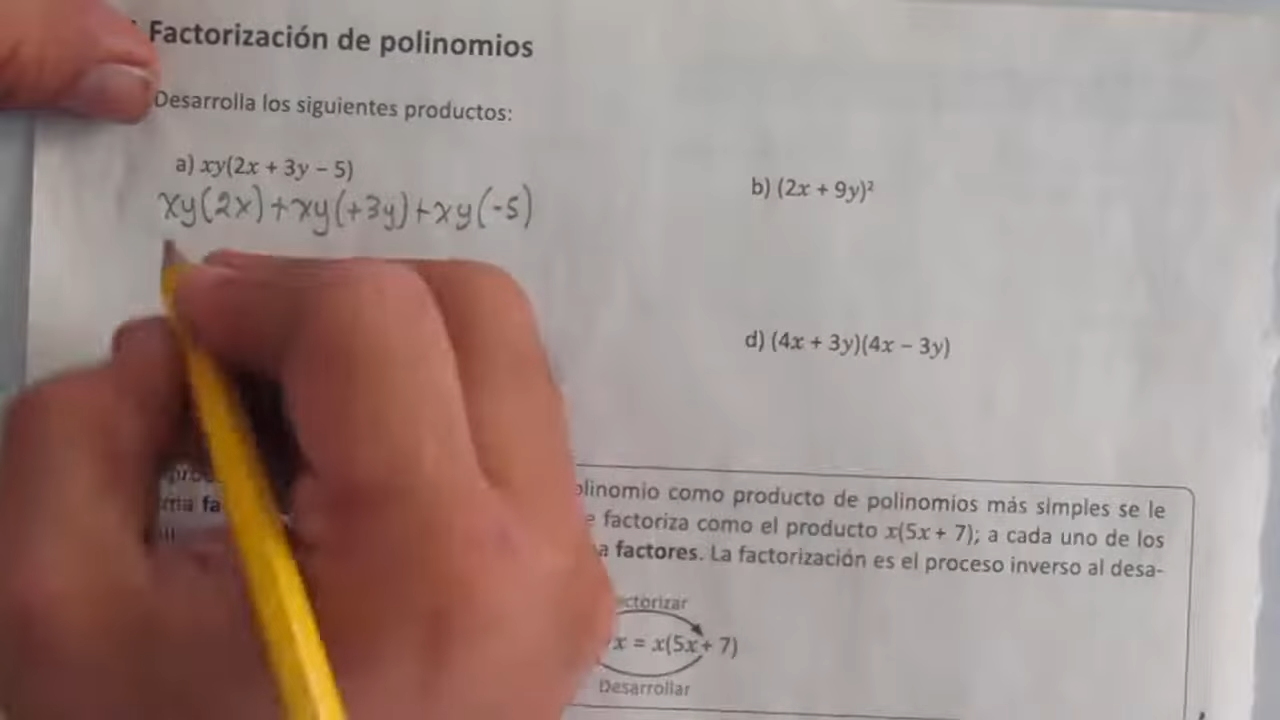 Factorización de polinomios
Desarrolla los siguientes productos:
a) xy(2x + 3y – 5)
xy(2x)+xy(+3y)+xy(-5)
b) (2x + 9y)²
d) (4x + 3y)(4x – 3y)
olinomio como producto de polinomios más simples se le
e factoriza como el producto x(5x + 7); a cada uno de los
a factores. La factorización es el proceso inverso al desa-
ctorizar
x = x(5x + 7)
Desarrollar